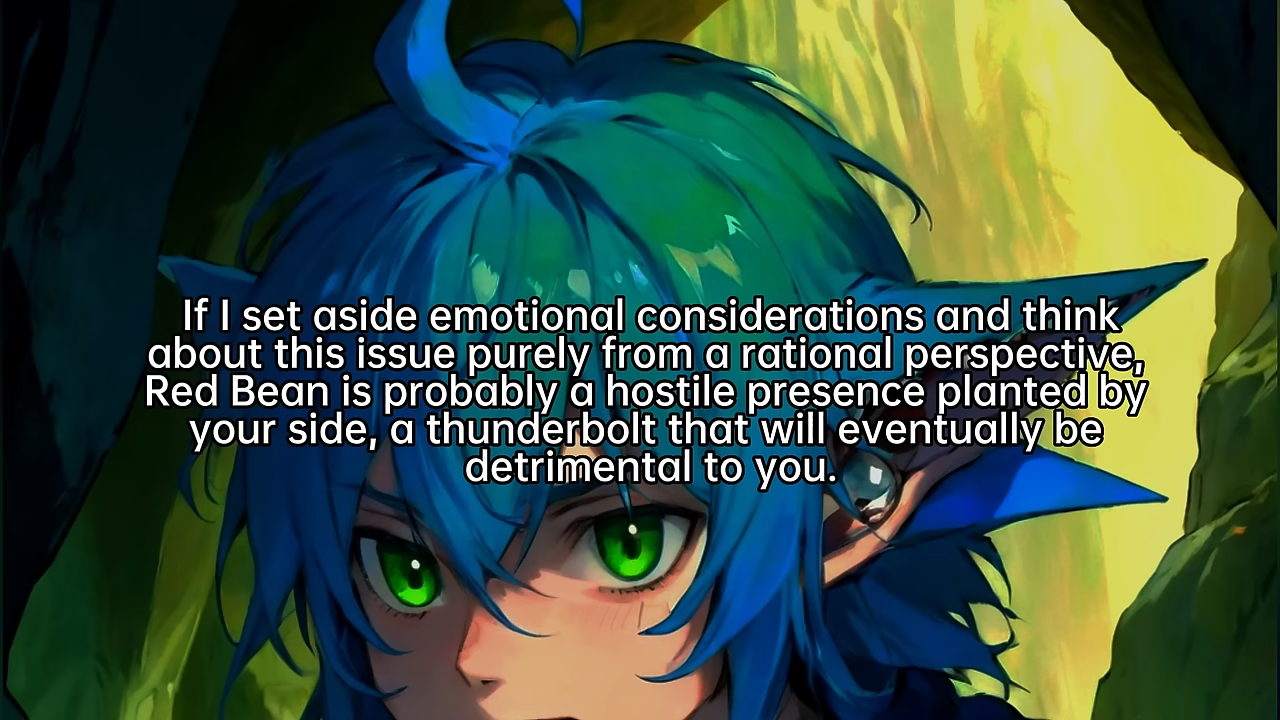 If I set aside emotional considerations and think
about this issue purely from a rational perspective,
Red Bean is probably a hostile presence planted by
your side, a thunderbolt that will eventually be
detrimental to you.